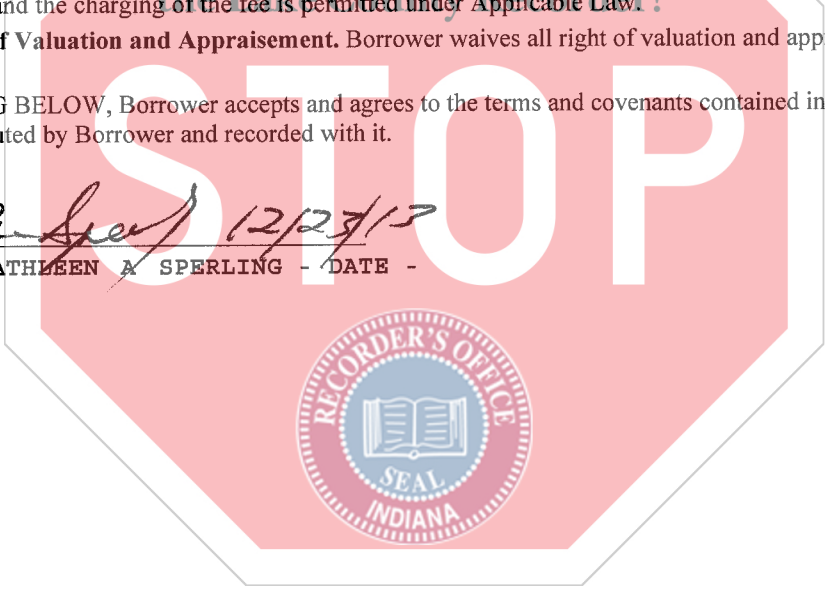 nd the charging of the fee is permitted under Applicable Law.
f Valuation and Appraisement. Borrower waives all right of valuation and app
G BELOW, Borrower accepts and agrees to the terms and covenants contained in
uted by Borrower and recorded with it.
STOP
12/23/13
ATHLEEN A SPERLING - DATE -
RECORDER'S OFFICE
SEAL
INDIANA